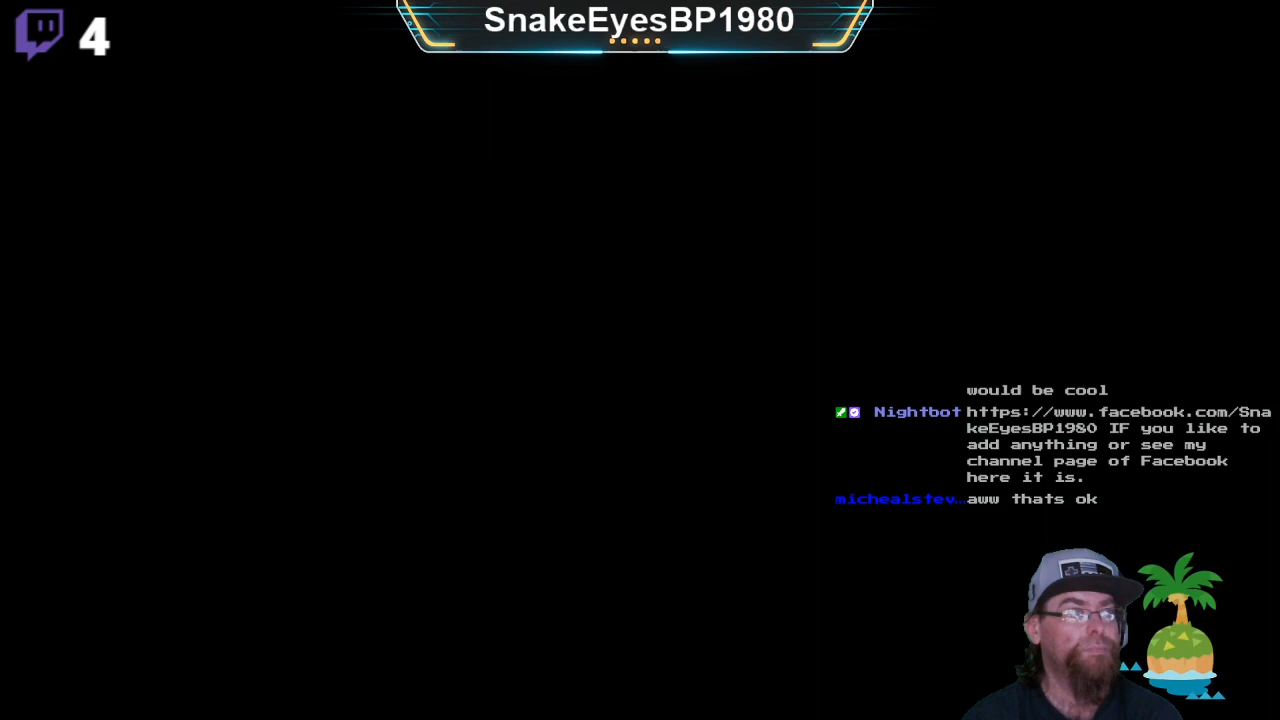 4
SnakeEyesBP1980
would be cool
Nightbot https://www.facebook.com/Sna
keEyesBP1980 IF you like to
add anything or see my
channel page of Facebook
here it is.
michealstev… aww thats ok